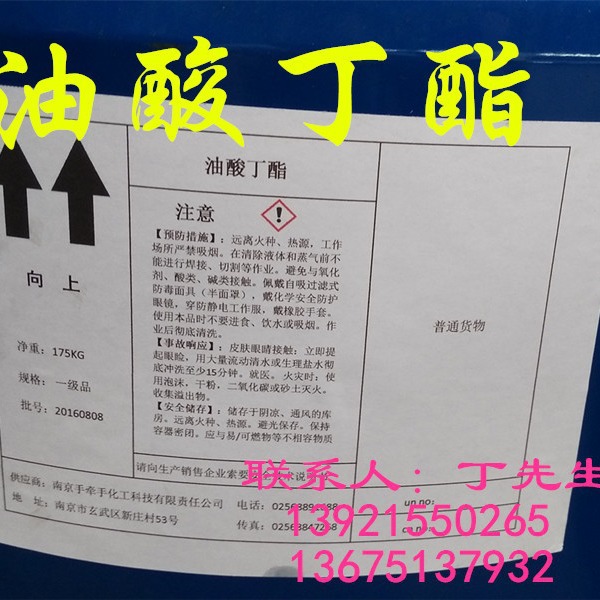 油酸丁酯
油酸丁酯
注意
【预防措施】：远离火种、热源，工作
场所严禁吸烟。在清除液体和蒸气前不
能进行焊接、切割等作业。避免与氧化
剂、酸类、碱类接触。佩戴自吸过滤式
防毒面具（半面罩），戴化学安全防护
眼镜，穿防静电工作服，戴橡胶手套。
使用本品时不要进食、饮水或吸烟。作
业后彻底清洗。
【事故响应】：皮肤眼睛接触：立即提
起眼睑，用大量流动清水或生理盐水彻
底冲洗至少15分钟。就医。火灾时：使
用泡沫，干粉，二氧化碳或砂土灭火。
收集溢出物。
【安全储存】：储存于阴凉、通风的库
房。远离火种、热源。避光保存。保持
容器密闭。应与易/可燃物等不相容物质
请向生产销售企业索要
向上
净重：175KG
规格：一级品
批号：20160808
普通货物
供应商：南京手牵手化工科技有限责任公司 电话：
地 址：南京市玄武区新庄村53号 传真：
un no:
联系人：丁先生
13921550265
13675137932